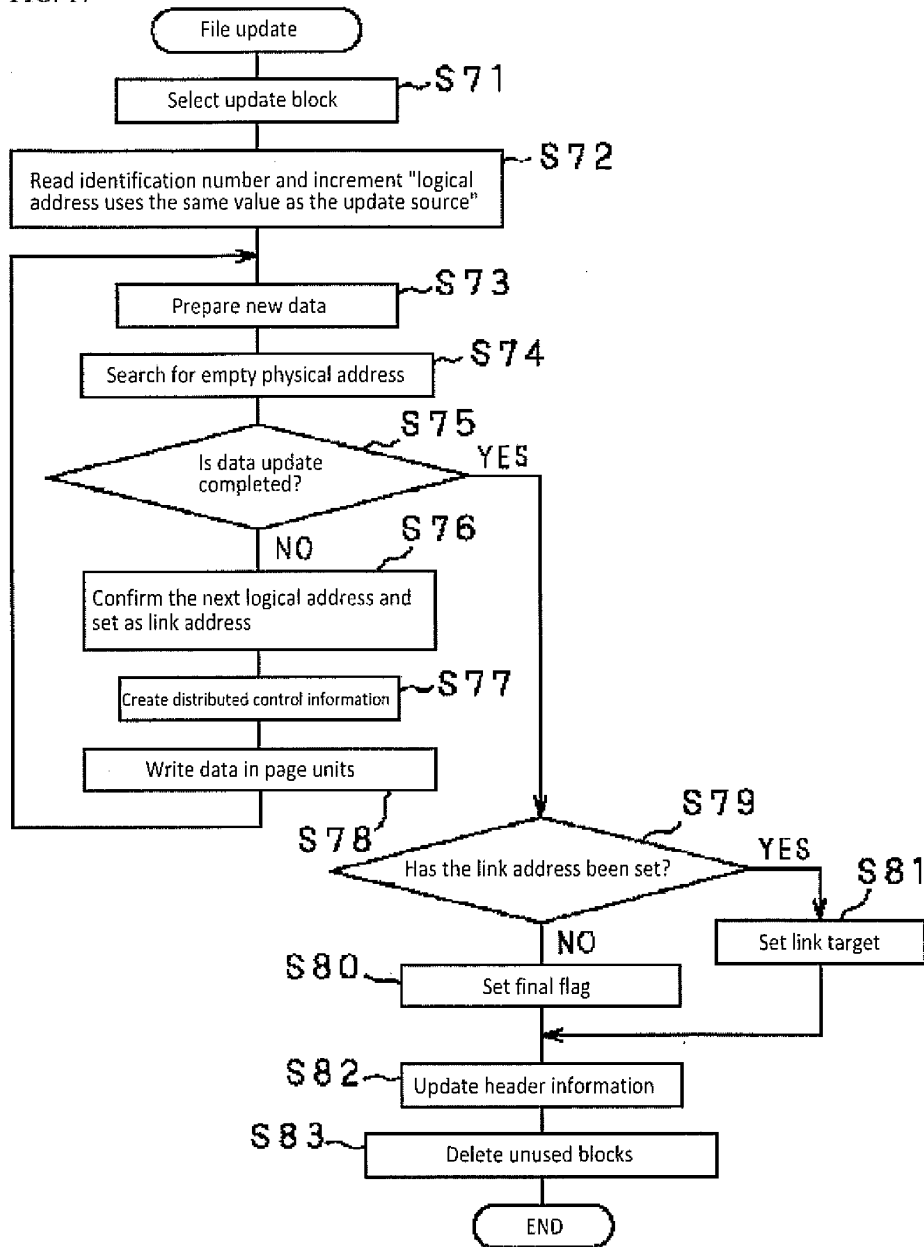 File update
S71
Select update block
S72
Read identification number and increment "logical
address uses the same value as the update source"
S73
Prepare new data
S74
Search for empty physical address
S75
Is data update
completed?
YES
NO
S76
Confirm the next logical address and
set as link address
S77
Create distributed control information
Write data in page units
S78
S79
Has the link address been set?
YES
S81
Set link target
NO
S80
Set final flag
S82
Update header information
S83
Delete unused blocks
END